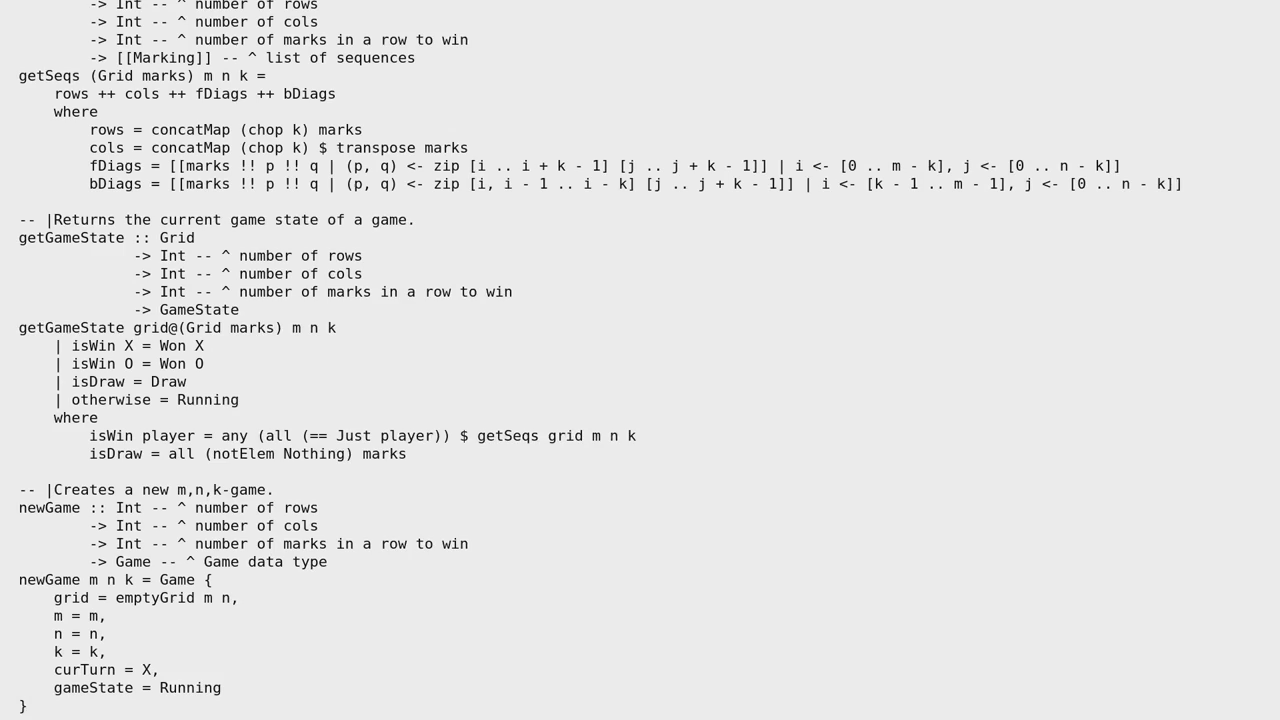 -> Int -- ^ number of rows
        -> Int -- ^ number of cols
        -> Int -- ^ number of marks in a row to win
        -> [[Marking]] -- ^ list of sequences
getSeqs (Grid marks) m n k =
    rows ++ cols ++ fDiags ++ bDiags
    where
        rows = concatMap (chop k) marks
        cols = concatMap (chop k) $ transpose marks
        fDiags = [[marks !! p !! q | (p, q) <- zip [i .. i + k - 1] [j .. j + k - 1]] | i <- [0 .. m - k], j <- [0 .. n - k]]
        bDiags = [[marks !! p !! q | (p, q) <- zip [i, i - 1 .. i - k] [j .. j + k - 1]] | i <- [k - 1 .. m - 1], j <- [0 .. n - k]]

-- |Returns the current game state of a game.
getGameState :: Grid
             -> Int -- ^ number of rows
             -> Int -- ^ number of cols
             -> Int -- ^ number of marks in a row to win
             -> GameState
getGameState grid@(Grid marks) m n k
    | isWin X = Won X
    | isWin O = Won O
    | isDraw = Draw
    | otherwise = Running
    where
        isWin player = any (all (== Just player)) $ getSeqs grid m n k
        isDraw = all (notElem Nothing) marks

-- |Creates a new m,n,k-game.
newGame :: Int -- ^ number of rows
        -> Int -- ^ number of cols
        -> Int -- ^ number of marks in a row to win
        -> Game -- ^ Game data type
newGame m n k = Game {
    grid = emptyGrid m n,
    m = m,
    n = n,
    k = k,
    curTurn = X,
    gameState = Running
}